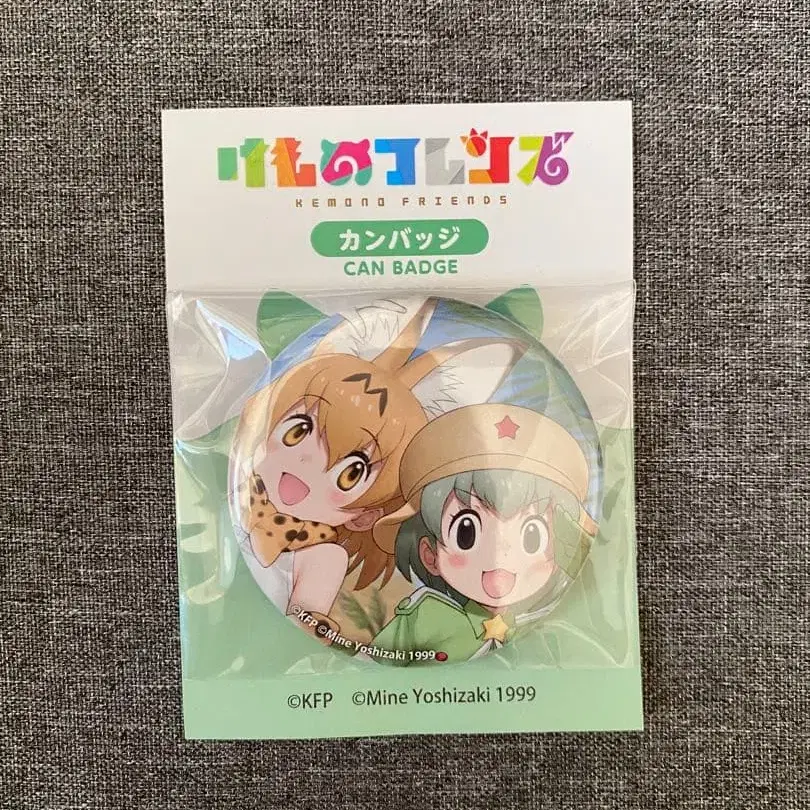 けものフレンズ
KEMONO FRIENDS
カンバッジ
CAN BADGE
©KFP ©Mine Yoshizaki 1999
©KFP ©Mine Yoshizaki 1999